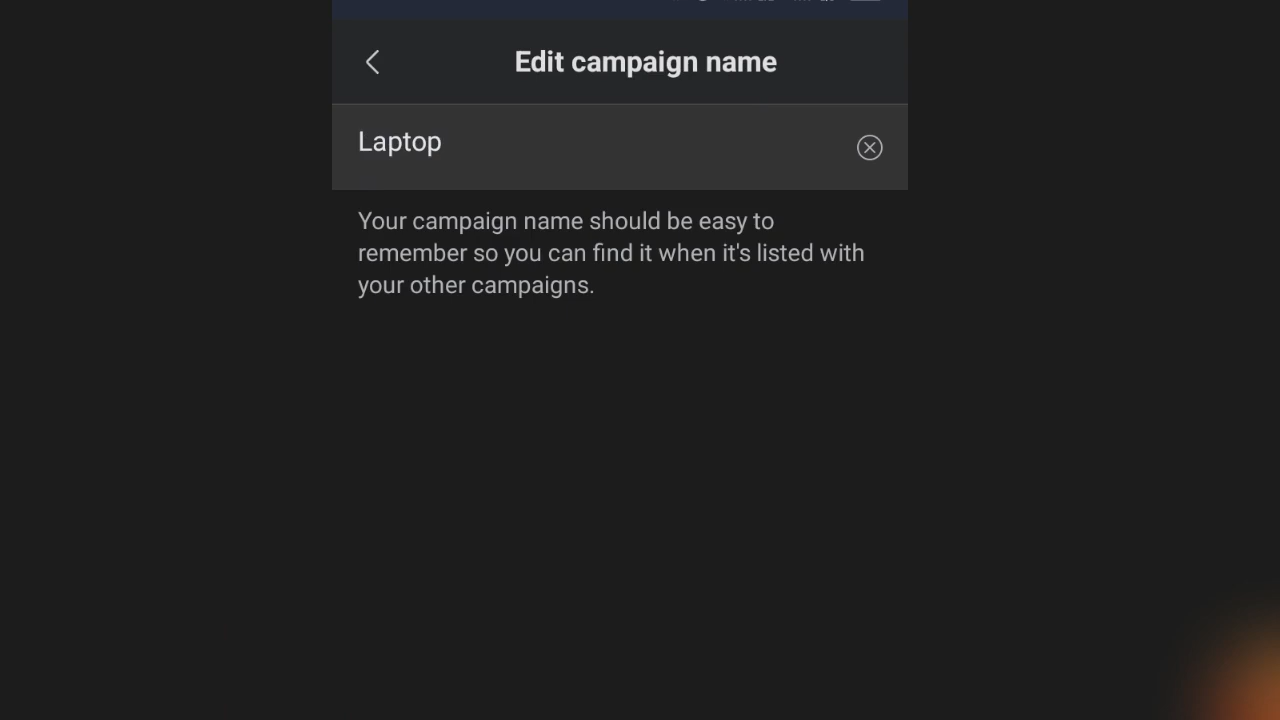 Edit campaign name
Laptop
Your campaign name should be easy to
remember so you can find it when it's listed with
your other campaigns.